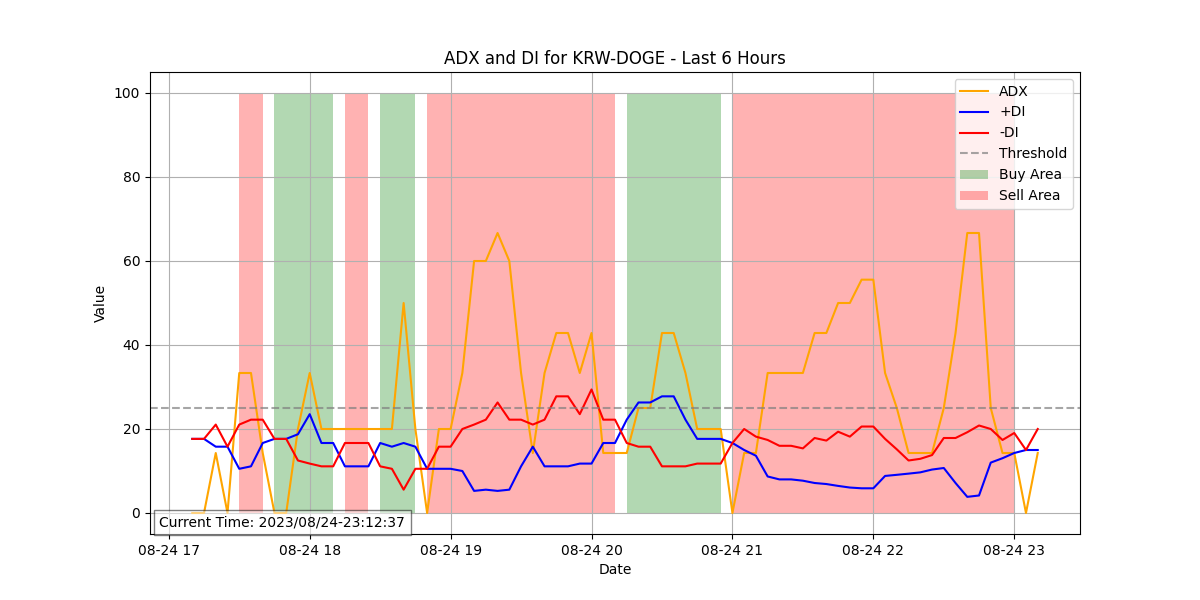 ADX and DI for KRW-DOGE - Last 6 Hours
100
80
60
40
20
0
Value
ADX
+DI
-DI
Threshold
Buy Area
Sell Area
Current Time: 2023/08/24-23:12:37
08-24 17
08-24 18
08-24 19
08-24 20
08-24 21
08-24 22
08-24 23
Date